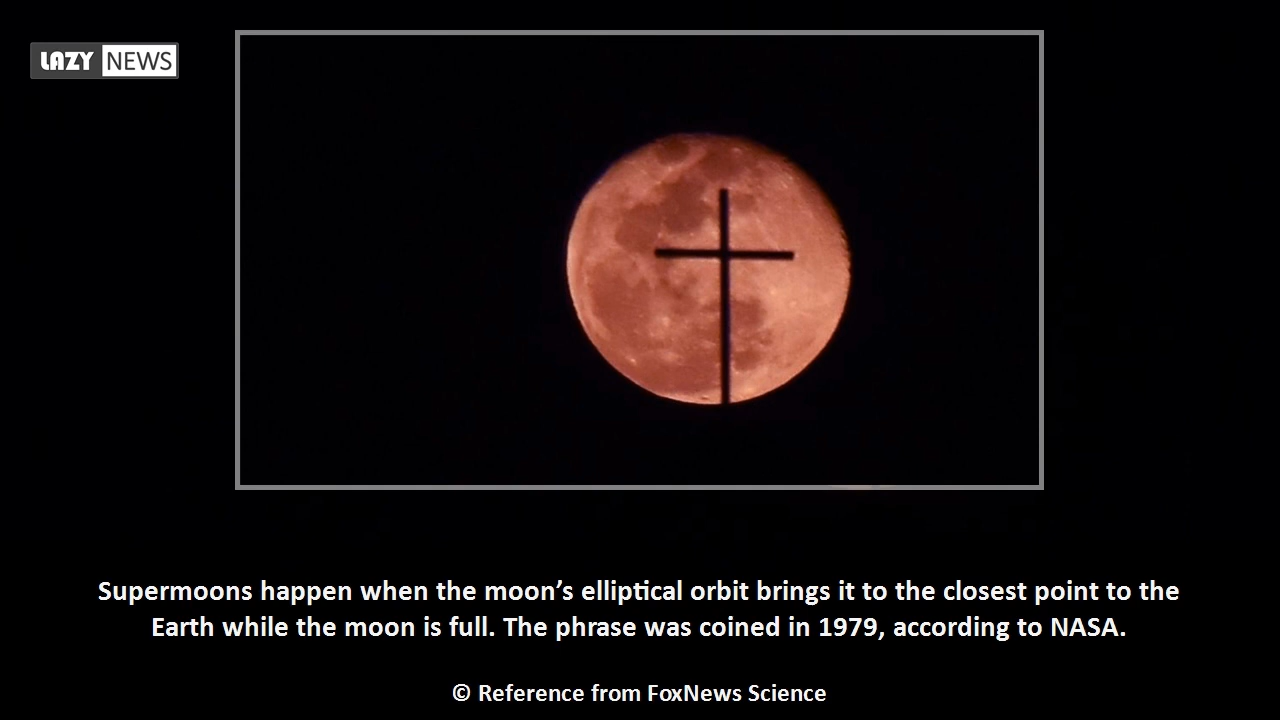 LAZY NEWS
Supermoons happen when the moon’s elliptical orbit brings it to the closest point to the
Earth while the moon is full. The phrase was coined in 1979, according to NASA.
© Reference from FoxNews Science